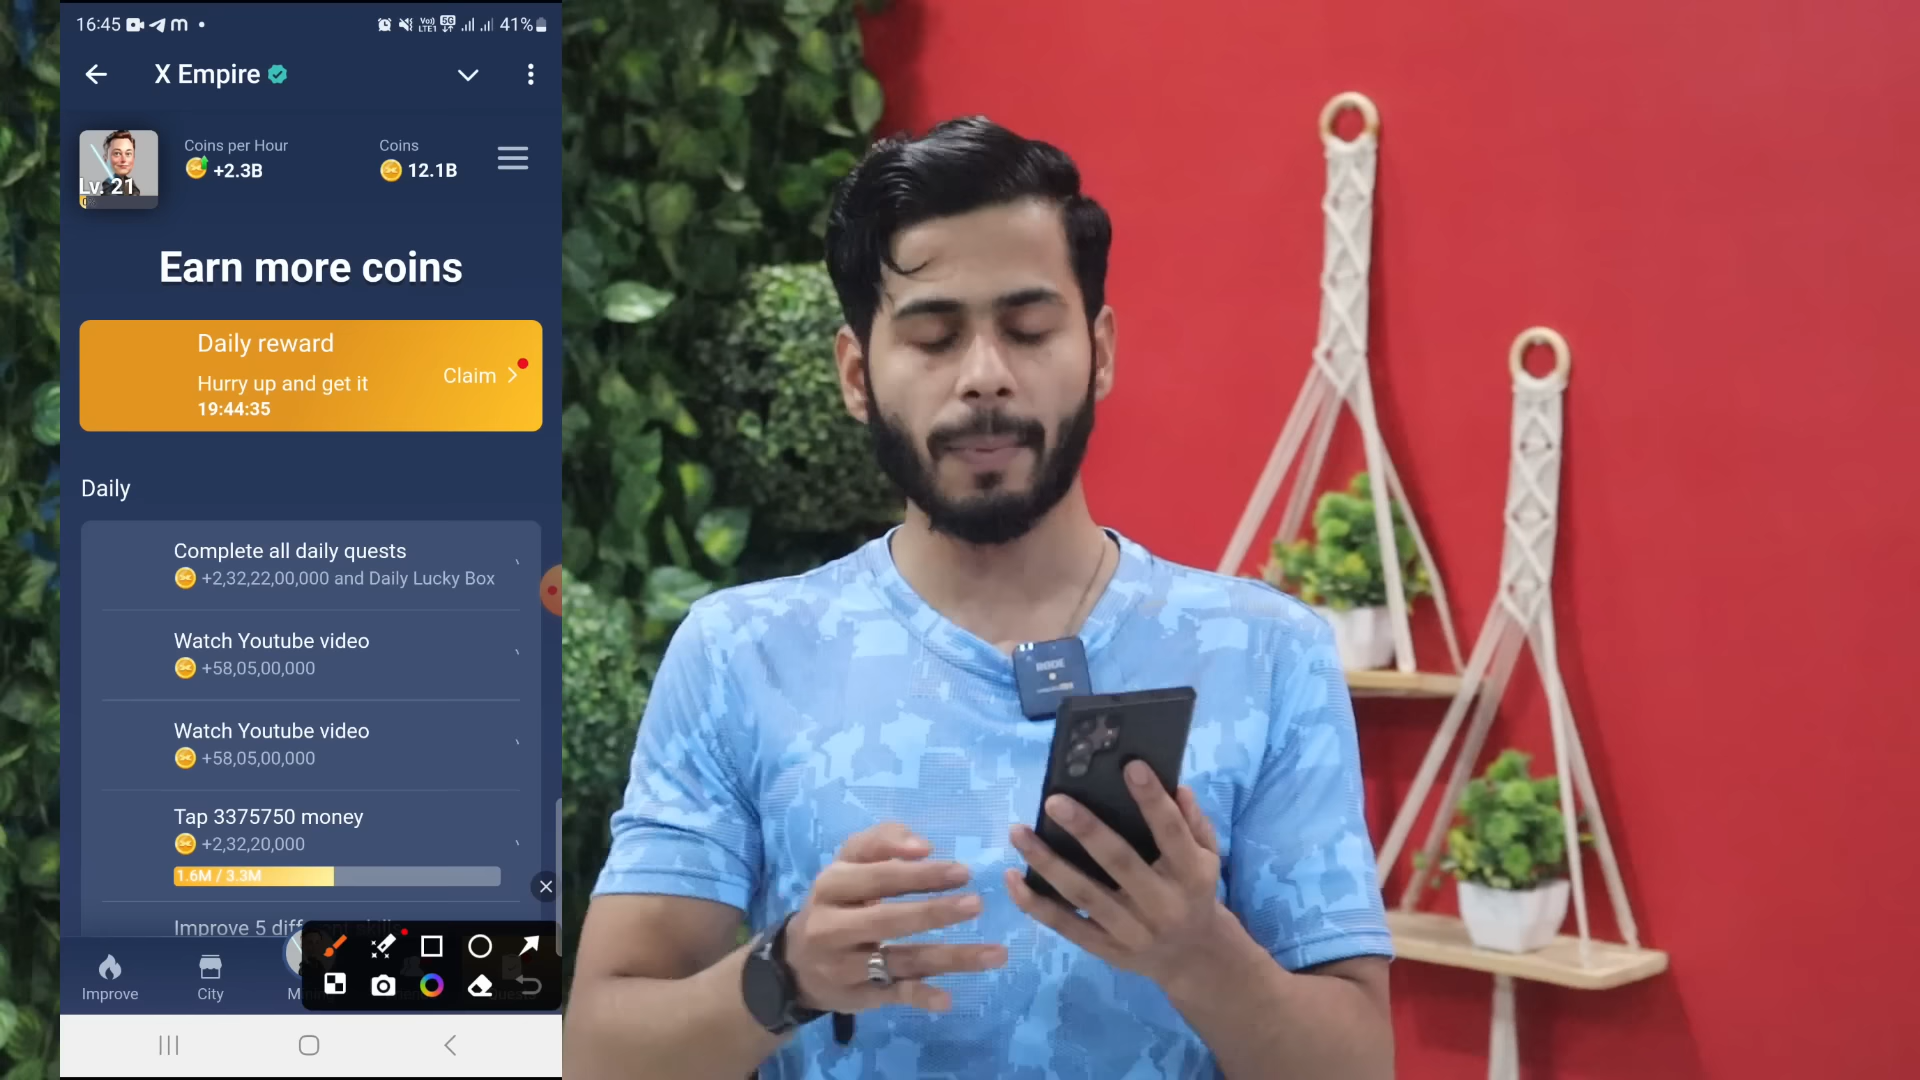 16:45
41%
X Empire
Coins per Hour
+2.3B
Coins
12.1B
Lv. 21
Earn more coins
Daily reward
Hurry up and get it
19:44:35
Claim
Daily
Complete all daily quests
+2,32,22,00,000 and Daily Lucky Box
Watch Youtube video
+58,05,00,000
Watch Youtube video
+58,05,00,000
Tap 3375750 money
+2,32,20,000
1.6M / 3.3M
Improve 5 different skills
Improve
City
RODE